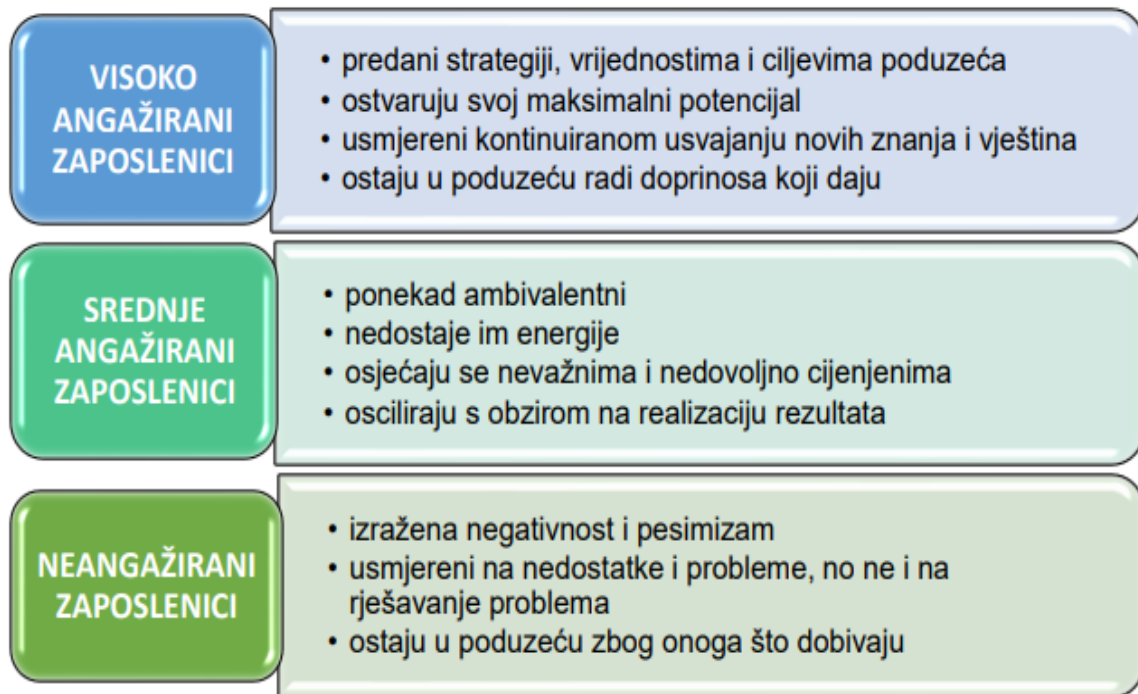 VISOKO
ANGAŽIRANI
ZAPOSLENICI
• predani strategiji, vrijednostima i ciljevima poduzeća
• ostvaruju svoj maksimalni potencijal
• usmjereni kontinuiranom usvajanju novih znanja i vještina
• ostaju u poduzeću radi doprinosa koji daju
SREDNJE
ANGAŽIRANI
ZAPOSLENICI
• ponekad ambivalentni
• nedostaje im energije
• osjećaju se nevažnima i nedovoljno cijenjenima
• osciliraju s obzirom na realizaciju rezultata
NEANGAŽIRANI
ZAPOSLENICI
• izražena negativnost i pesimizam
• usmjereni na nedostatke i probleme, no ne i na
rješavanje problema
• ostaju u poduzeću zbog onoga što dobivaju